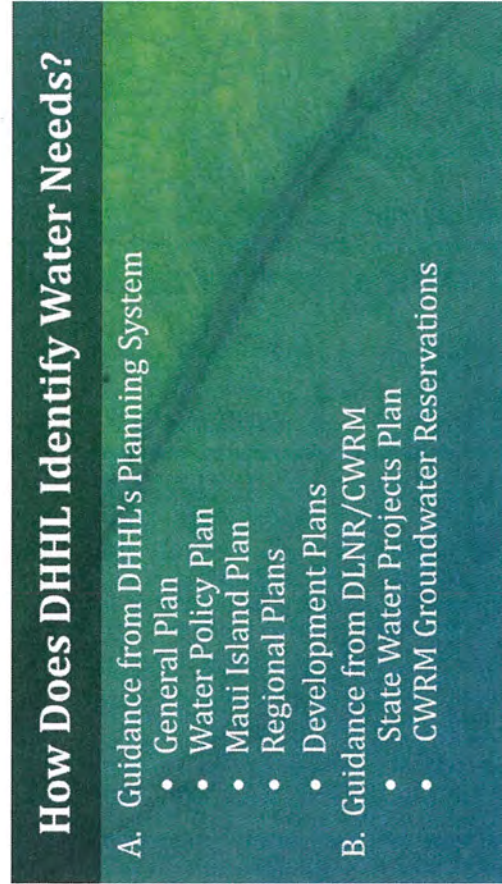 How Does DHHL Identify Water Needs?
A. Guidance from DHHL's Planning System
• General Plan
• Water Policy Plan
• Maui Island Plan
• Regional Plans
• Development Plans
B. Guidance from DLNR/CWRM
• State Water Projects Plan
• CWRM Groundwater Reservations